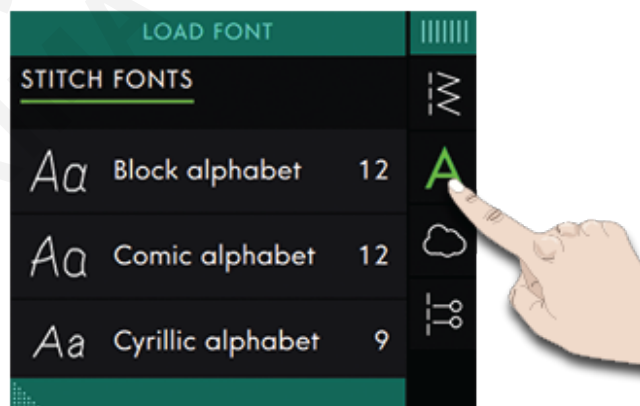 LOAD FONT
STITCH FONTS
Aa Block alphabet 12
Aa Comic alphabet 12
Aa Cyrillic alphabet 9
A